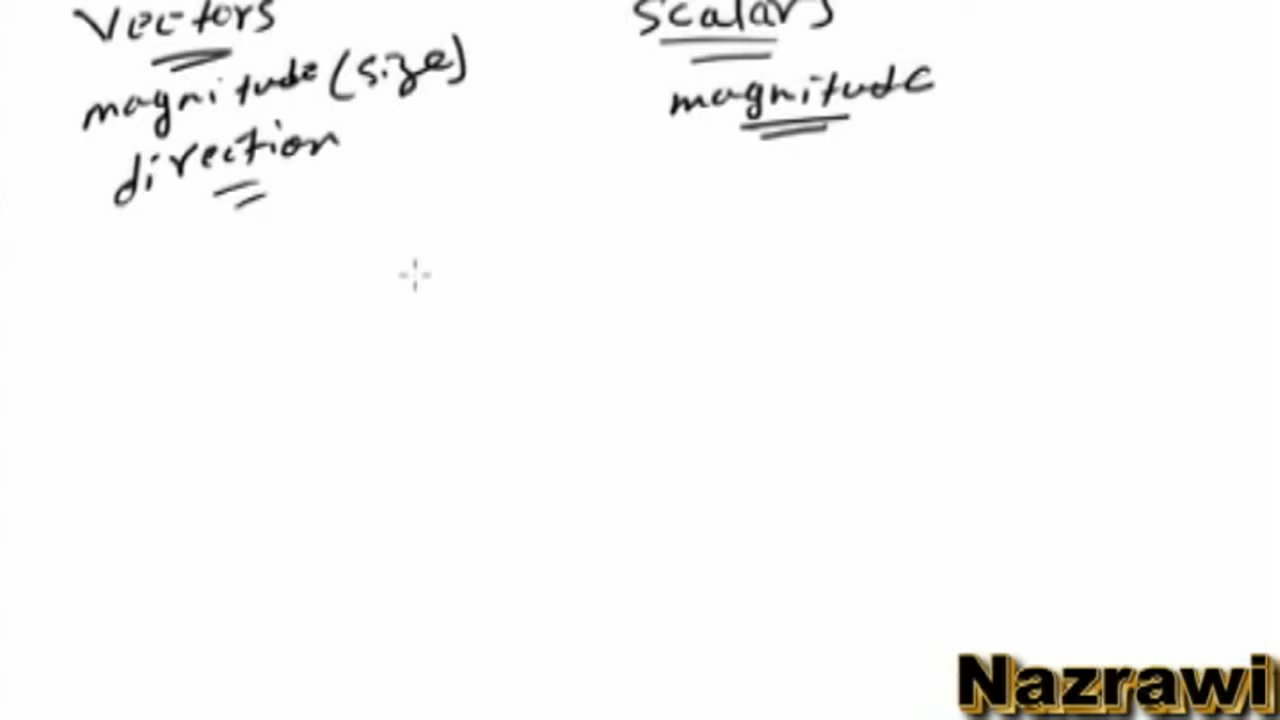 Vectors
magnitude (size)
direction
Scalars
magnitude
Nazrawi